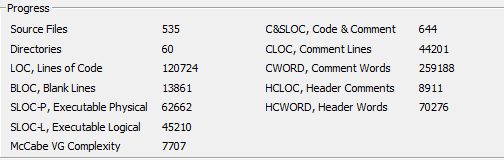 Progress
Source Files 535 C&SLOC, Code & Comment 644
Directories 60 CLOC, Comment Lines 44201
LOC, Lines of Code 120724 CWORD, Comment Words 259188
BLOC, Blank Lines 13861 HCLOC, Header Comments 8911
SLOC-P, Executable Physical 62662 HCWORD, Header Words 70276
SLOC-L, Executable Logical 45210
McCabe VG Complexity 7707